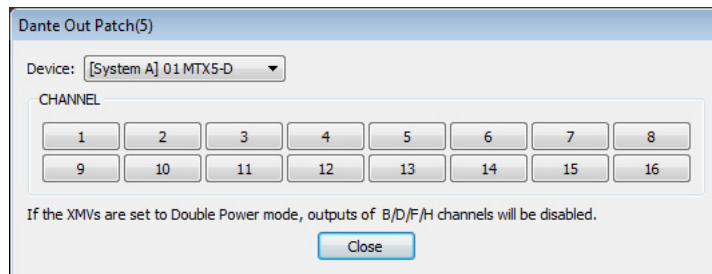 Dante Out Patch(5)
Device: [System A] 01 MTX5-D
CHANNEL
1 2 3 4 5 6 7 8
9 10 11 12 13 14 15 16
If the XMVs are set to Double Power mode, outputs of B/D/F/H channels will be disabled.
Close